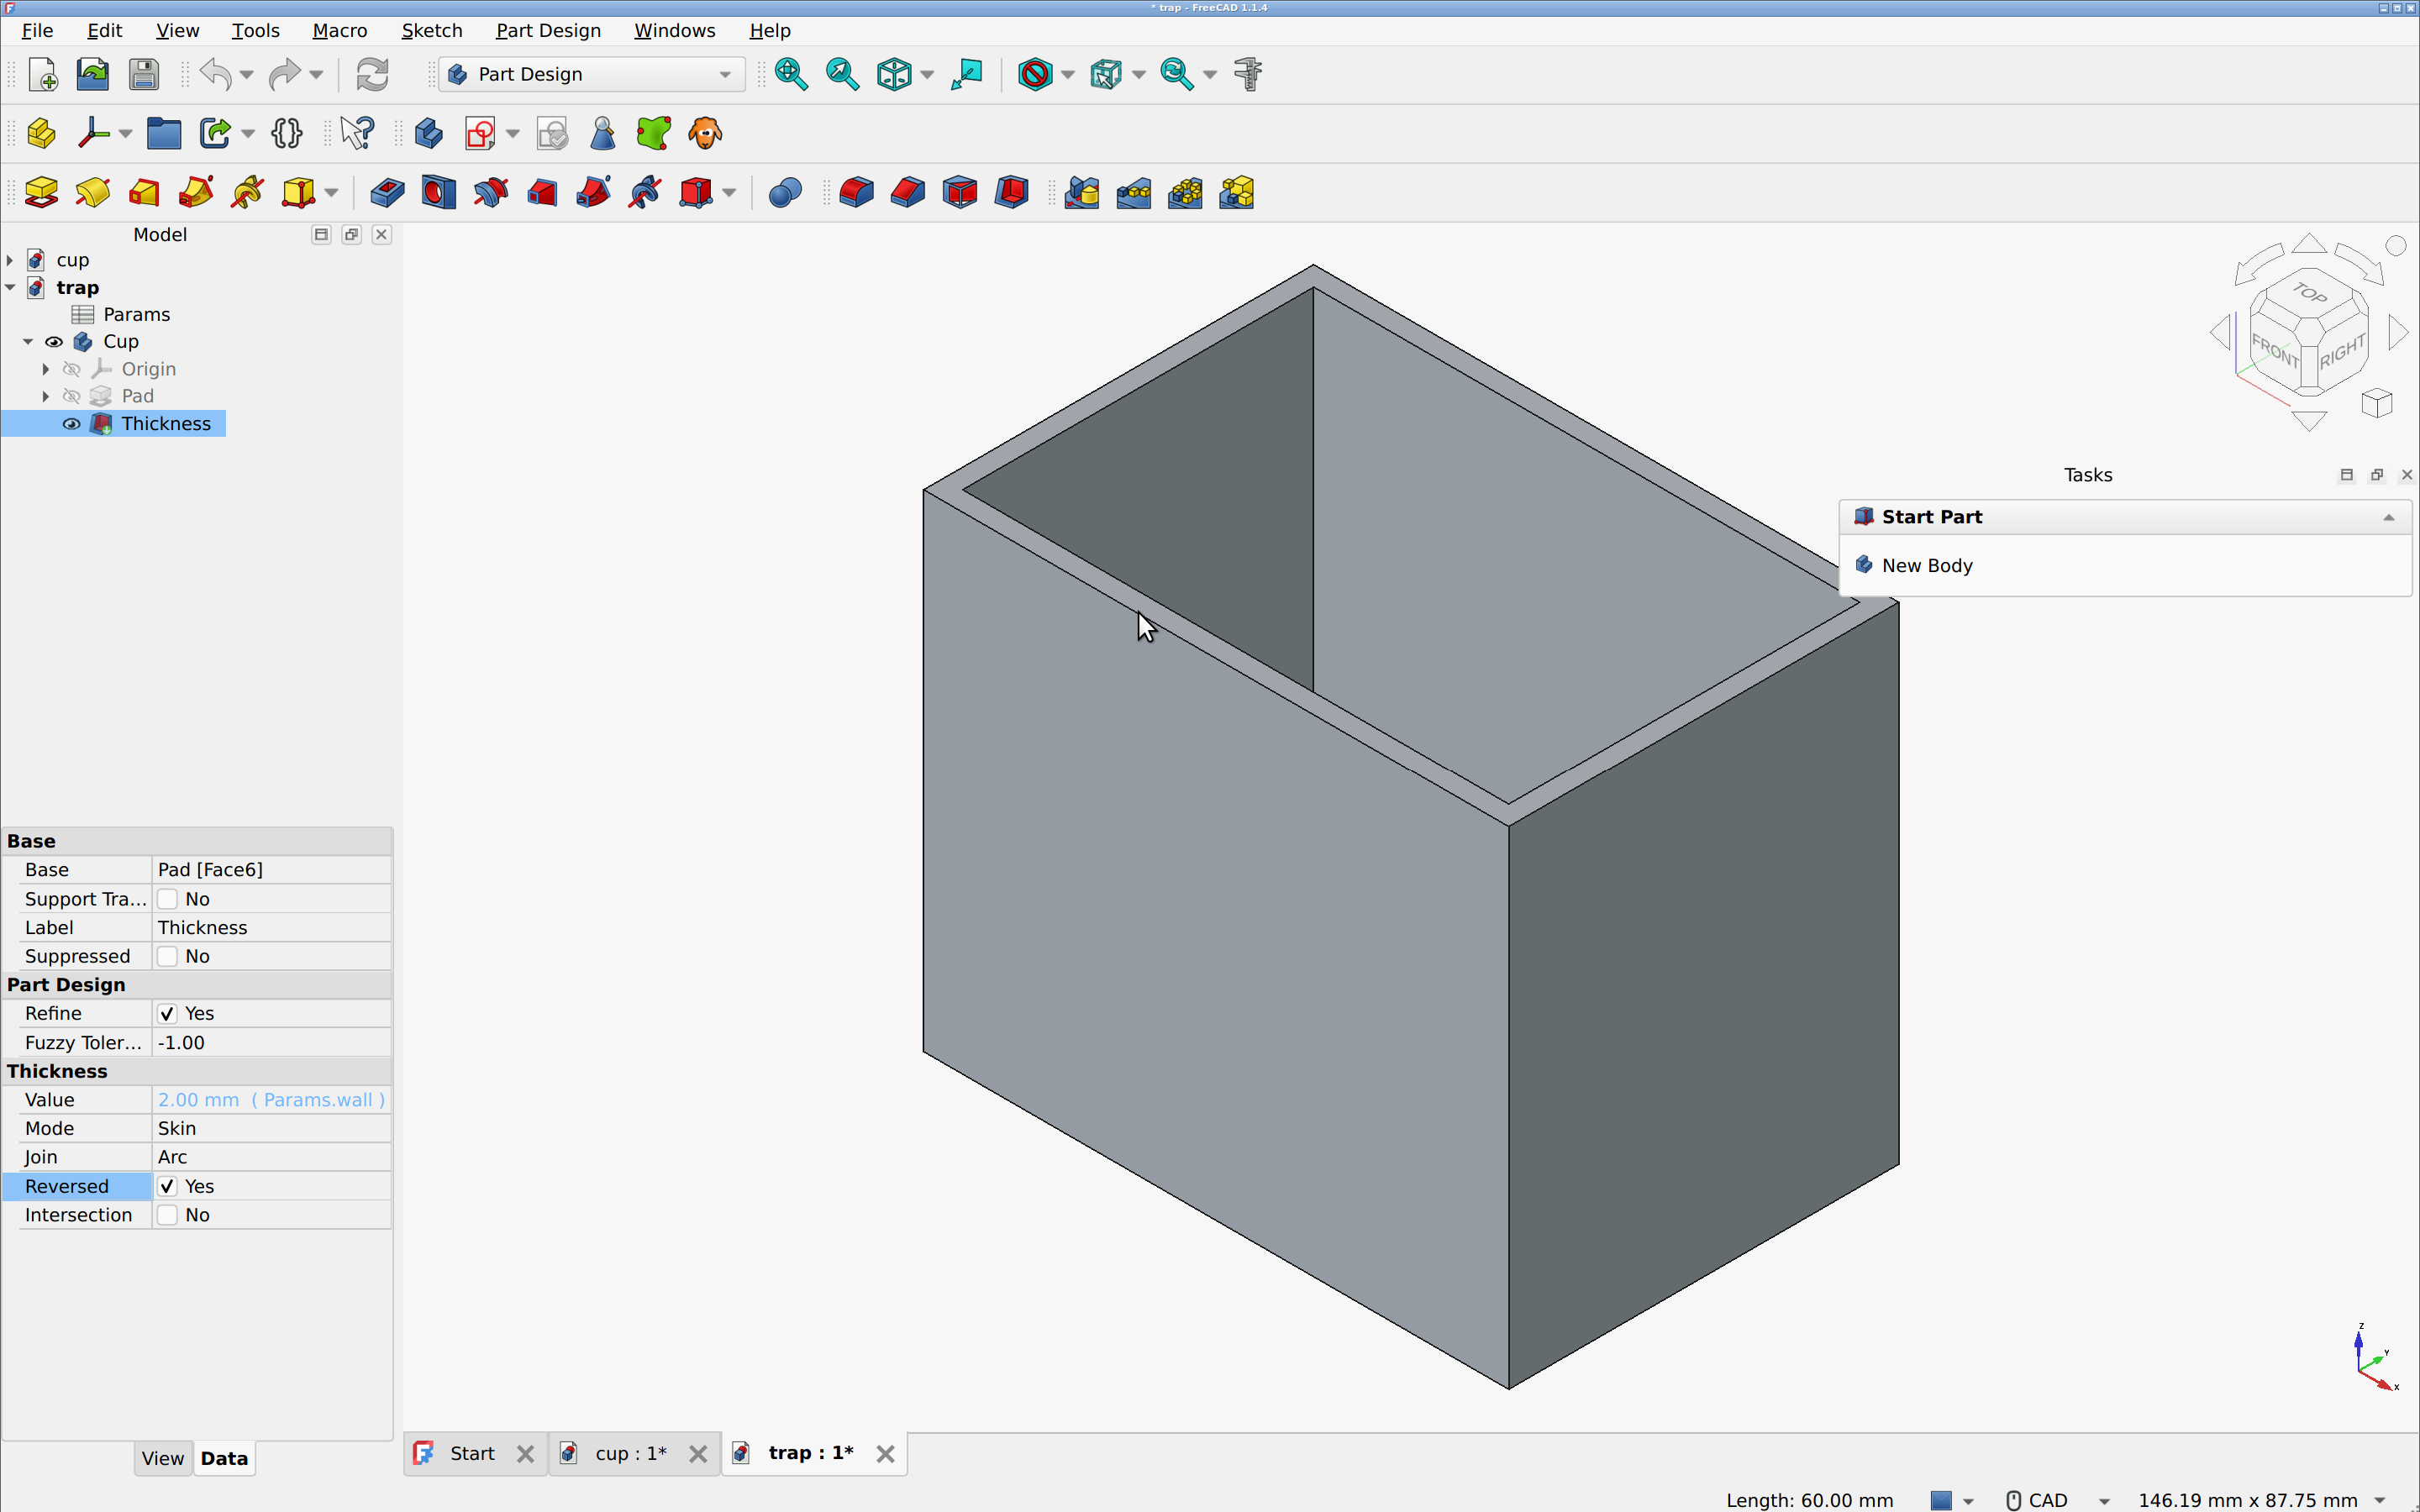 * trap - FreeCAD 1.1.4
File Edit View Tools Macro Sketch Part Design Windows Help
Part Design
Model
cup
trap
Params
Cup
Origin
Pad
Thickness
TOP
FRONT
RIGHT
Tasks
Start Part
New Body
Base
Base Pad [Face6]
Support Tra... No
Label Thickness
Suppressed No
Part Design
Refine Yes
Fuzzy Toler... -1.00
Thickness
Value 2.00 mm ( Params.wall )
Mode Skin
Join Arc
Reversed Yes
Intersection No
Z
Y
X
View Data
Start cup : 1* trap : 1*
Length: 60.00 mm CAD 146.19 mm x 87.75 mm